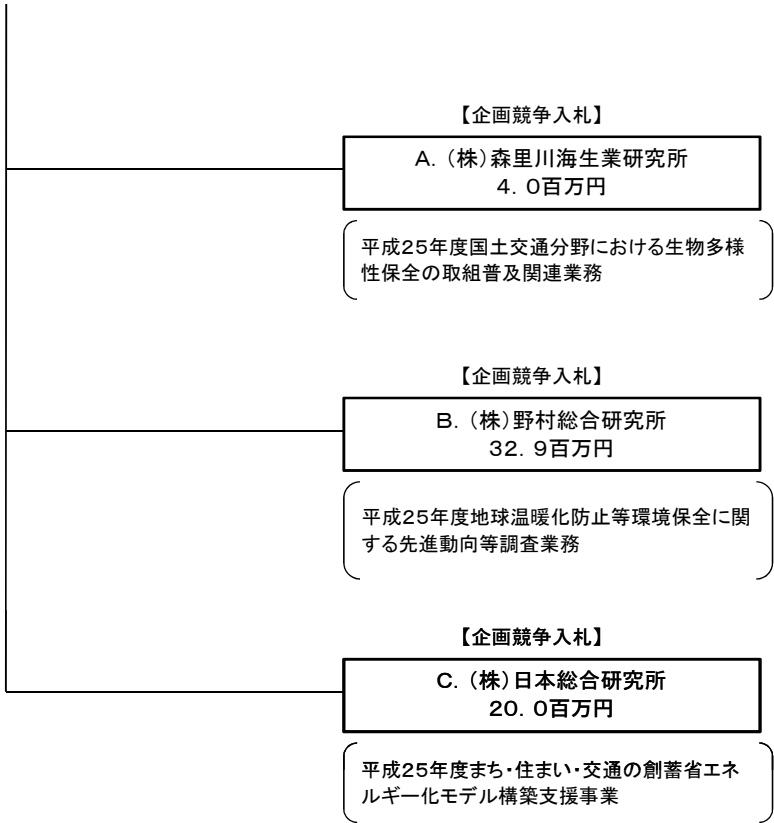 【企画競争入札】
A．（株）森里川海生業研究所
４．０百万円
平成２５年度国土交通分野における生物多様
性保全の取組普及関連業務
【企画競争入札】
B．（株）野村総合研究所
３２．９百万円
平成２５年度地球温暖化防止等環境保全に関
する先進動向等調査業務
【企画競争入札】
C．（株）日本総合研究所
２０．０百万円
平成２５年度まち・住まい・交通の創蓄省エネ
ルギー化モデル構築支援事業